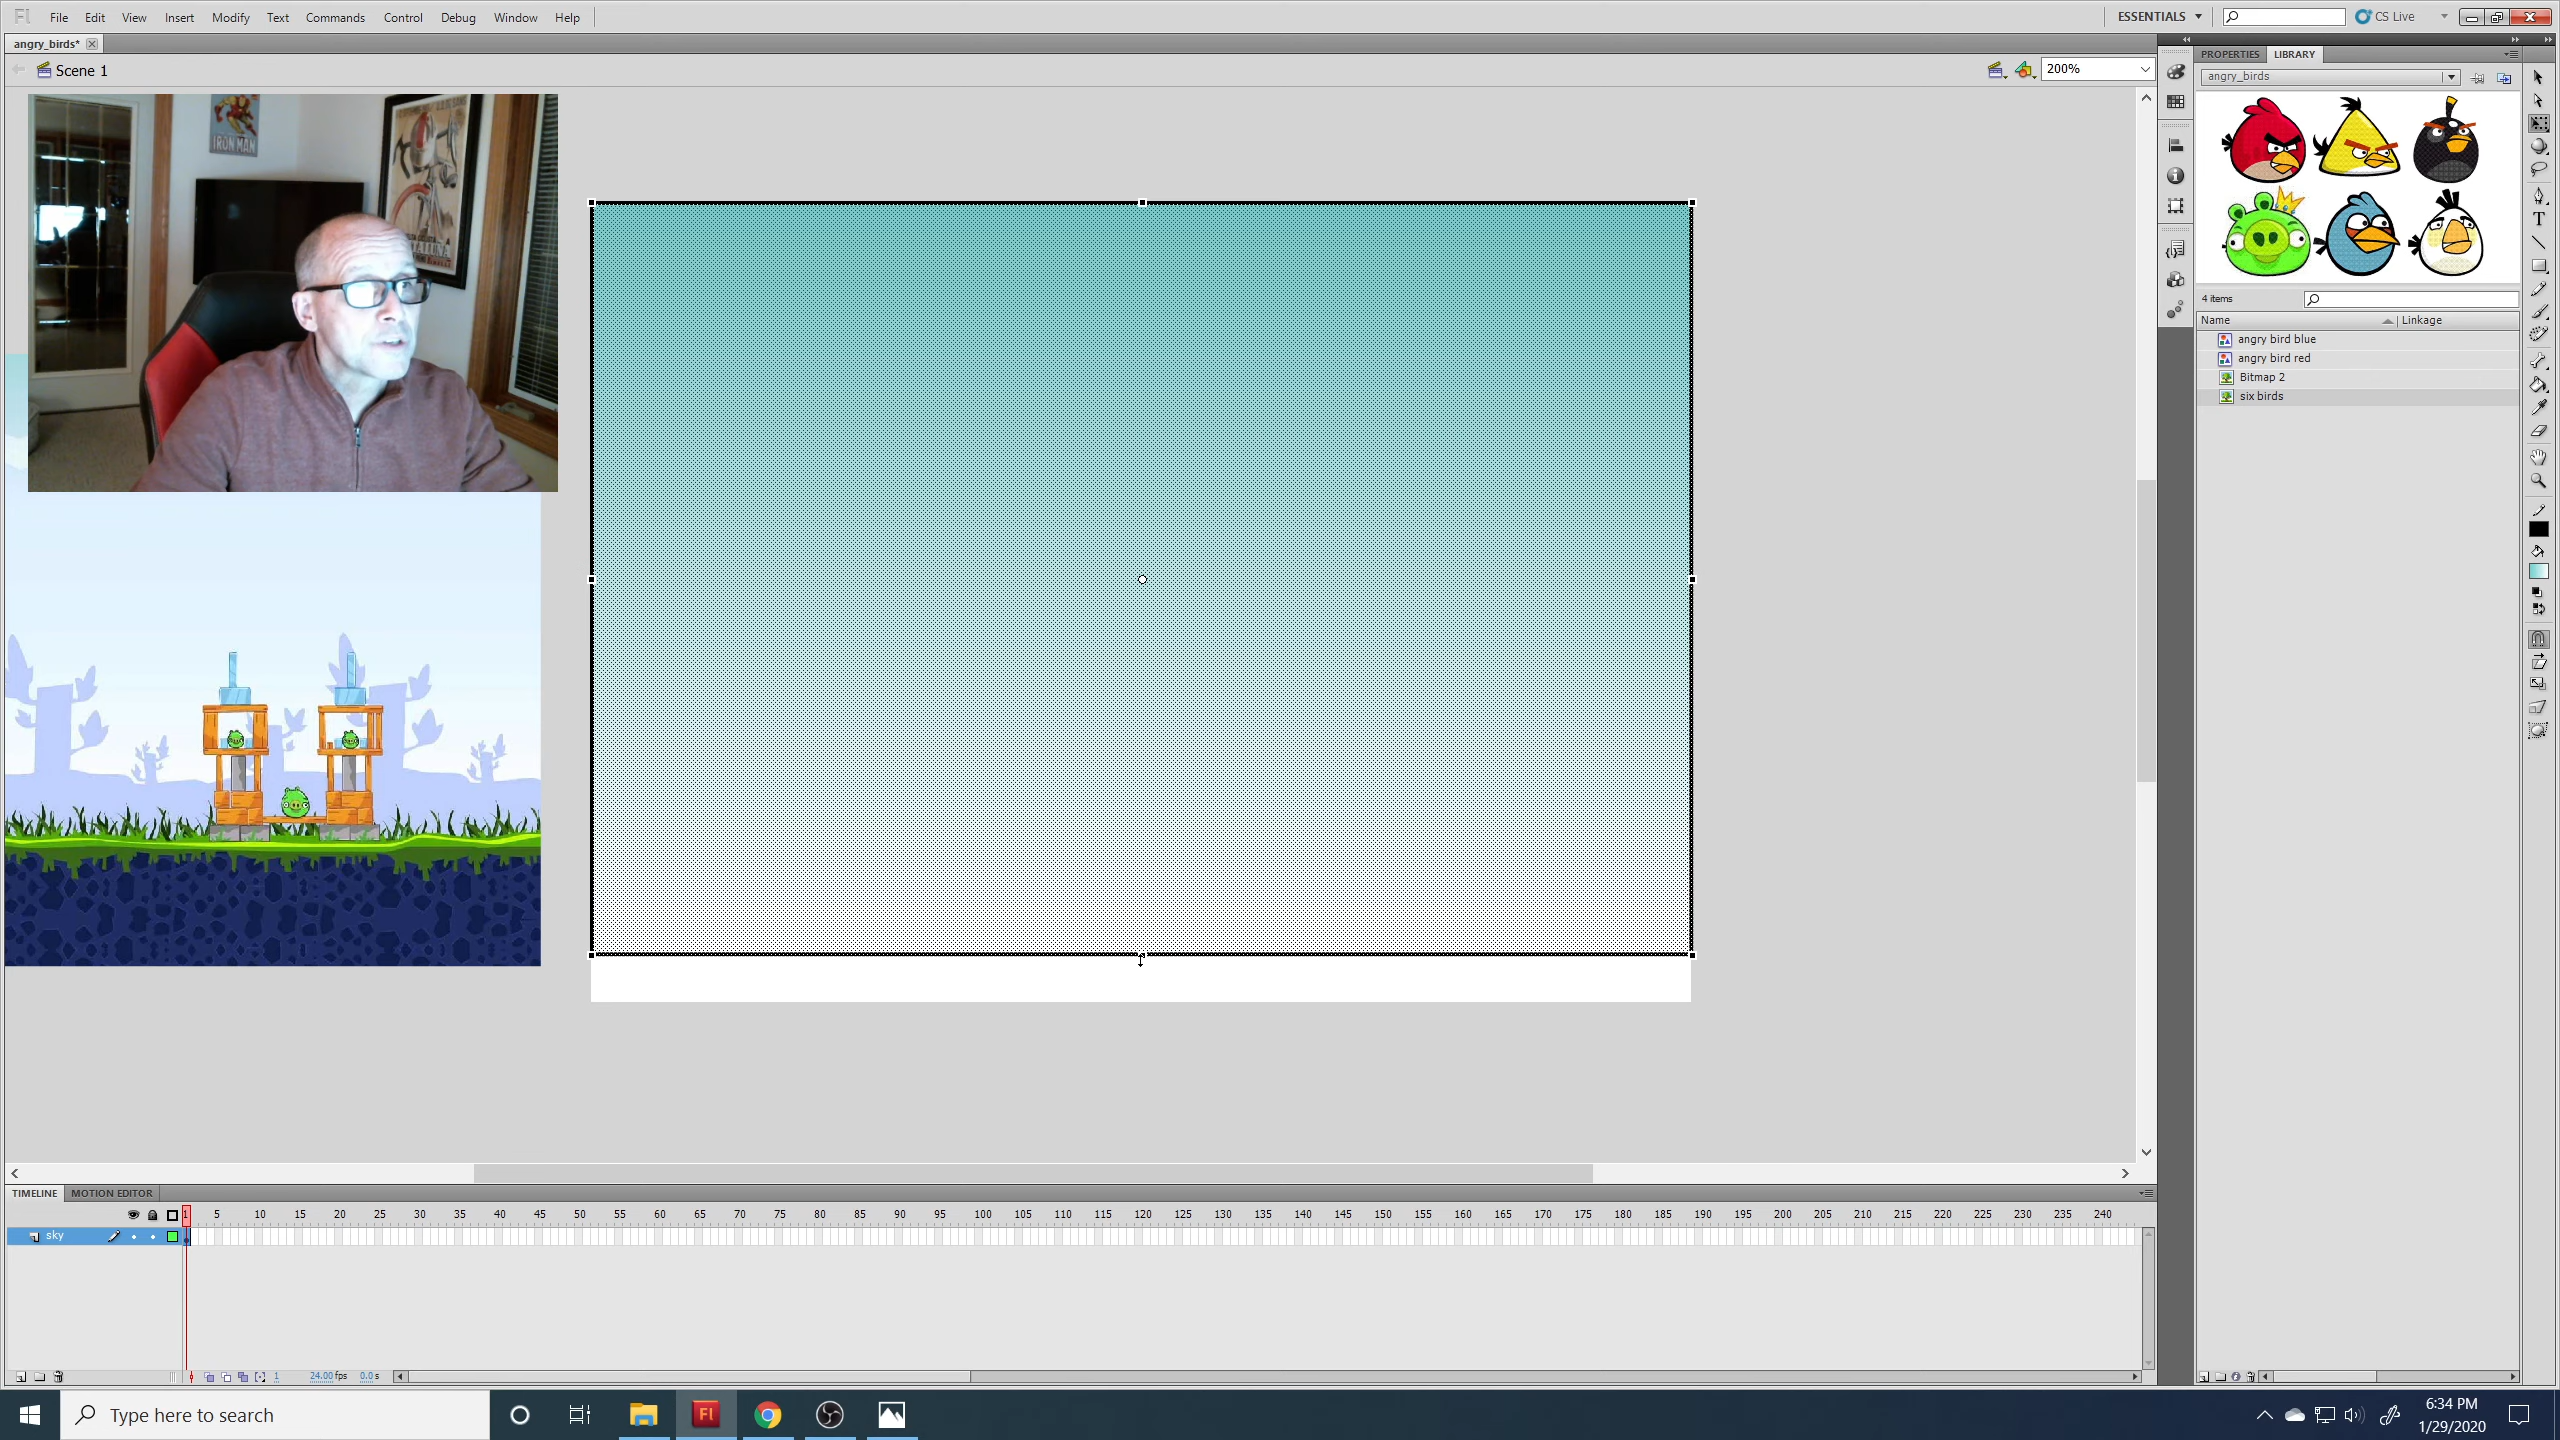 Fl File Edit View Insert Modify Text Commands Control Debug Window Help ESSENTIALS CS Live
angry_birds*
Scene 1 200%
PROPERTIES LIBRARY
angry_birds
IRON MAN
4 items
Name Linkage
angry bird blue
angry bird red
Bitmap 2
six birds
T
TIMELINE MOTION EDITOR
1 5 10 15 20 25 30 35 40 45 50 55 60 65 70 75 80 85 90 95 100 105 110 115 120 125 130 135 140 145 150 155 160 165 170 175 180 185 190 195 200 205 210 215 220 225 230 235 240
sky
1 24.00 fps 0.0 s
Type here to search
Fl
6:34 PM
1/29/2020